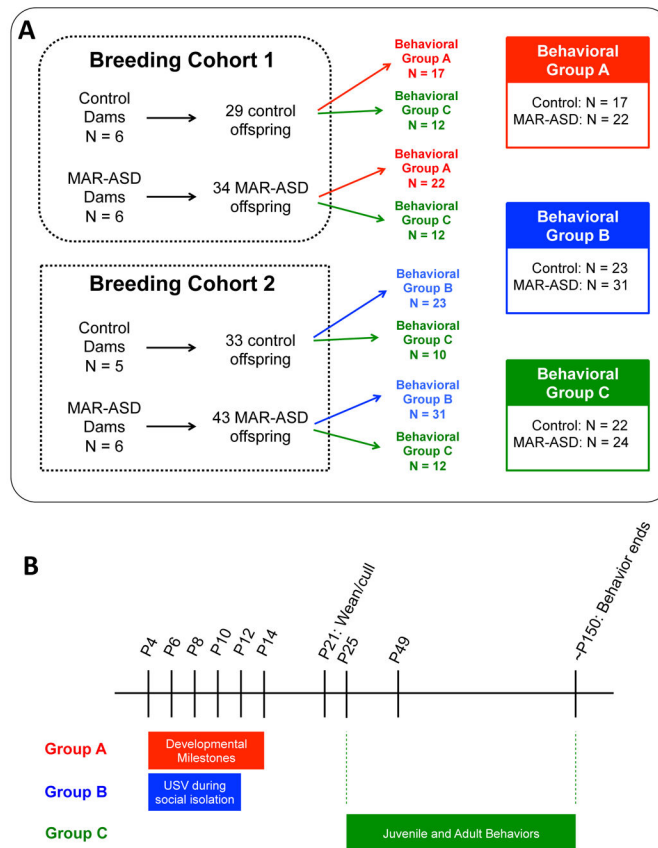 A
Breeding Cohort 1
Control
Dams
N = 6
29 control
offspring
MAR-ASD
Dams
N = 6
34 MAR-ASD
offspring
Behavioral
Group A
N = 17
Behavioral
Group C
N = 12
Behavioral
Group A
N = 22
Behavioral
Group C
N = 12
Breeding Cohort 2
Control
Dams
N = 5
33 control
offspring
MAR-ASD
Dams
N = 6
43 MAR-ASD
offspring
Behavioral
Group B
N = 23
Behavioral
Group C
N = 10
Behavioral
Group B
N = 31
Behavioral
Group C
N = 12
Behavioral
Group A
Control: N = 17
MAR-ASD: N = 22
Behavioral
Group B
Control: N = 23
MAR-ASD: N = 31
Behavioral
Group C
Control: N = 22
MAR-ASD: N = 24
B
P4
P6
P8
P10
P12
P14
P21: Wean/cull
P25
P49
~P150: Behavior ends
Group A
Developmental
Milestones
Group B
USV during
social isolation
Group C
Juvenile and Adult Behaviors